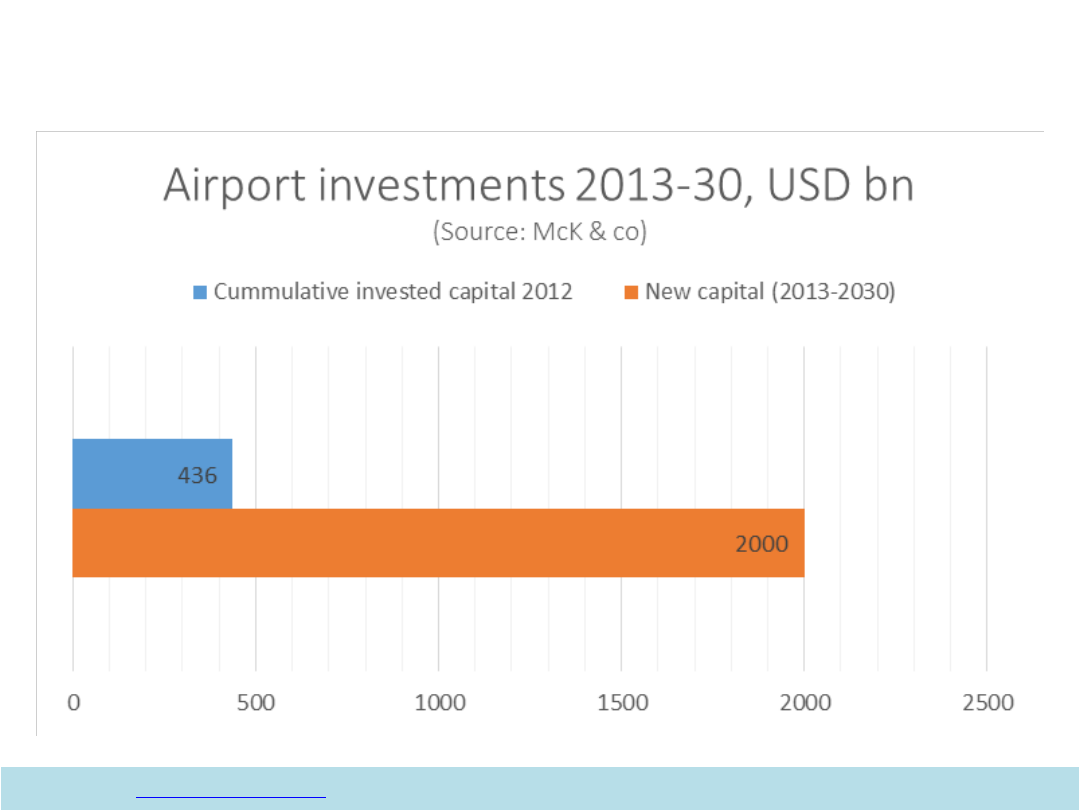 Airport investments 2013-30, USD bn
(Source: McK & co)
Cummulative invested capital 2012 New capital (2013-2030)
436
2000
0 500 1000 1500 2000 2500